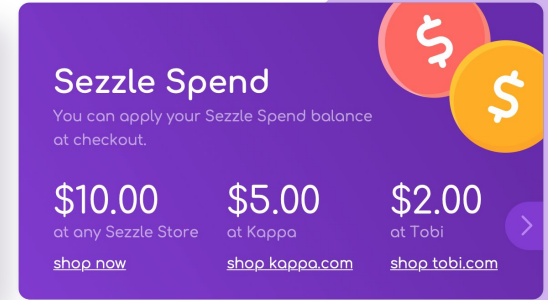 Sezzle Spend
You can apply your Sezzle Spend balance
at checkout.
$10.00 $5.00 $2.00
at any Sezzle Store at Kappa at Tobi
shop now shop kappa.com shop tobi.com
$
$